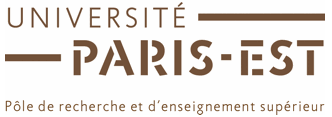 UNIVERSITÉ
PARIS-EST
Pôle de recherche et d'enseignement supérieur